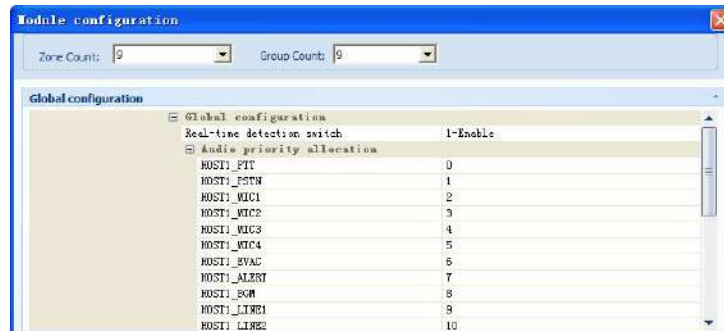 Module configuration
Zone Count: 9 Group Count: 9
Global configuration
Global configuration
Real-time detection switch 1-Enable
Audio priority allocation
HOST1_PTT 0
HOST1_PSTN 1
HOST1_MIC1 2
HOST1_MIC2 3
HOST1_MIC3 4
HOST1_MIC4 5
HOST1_EVAC 6
HOST1_ALERT 7
HOST1_BGM 8
HOST1_LINE1 9
HOST1_LINE2 10